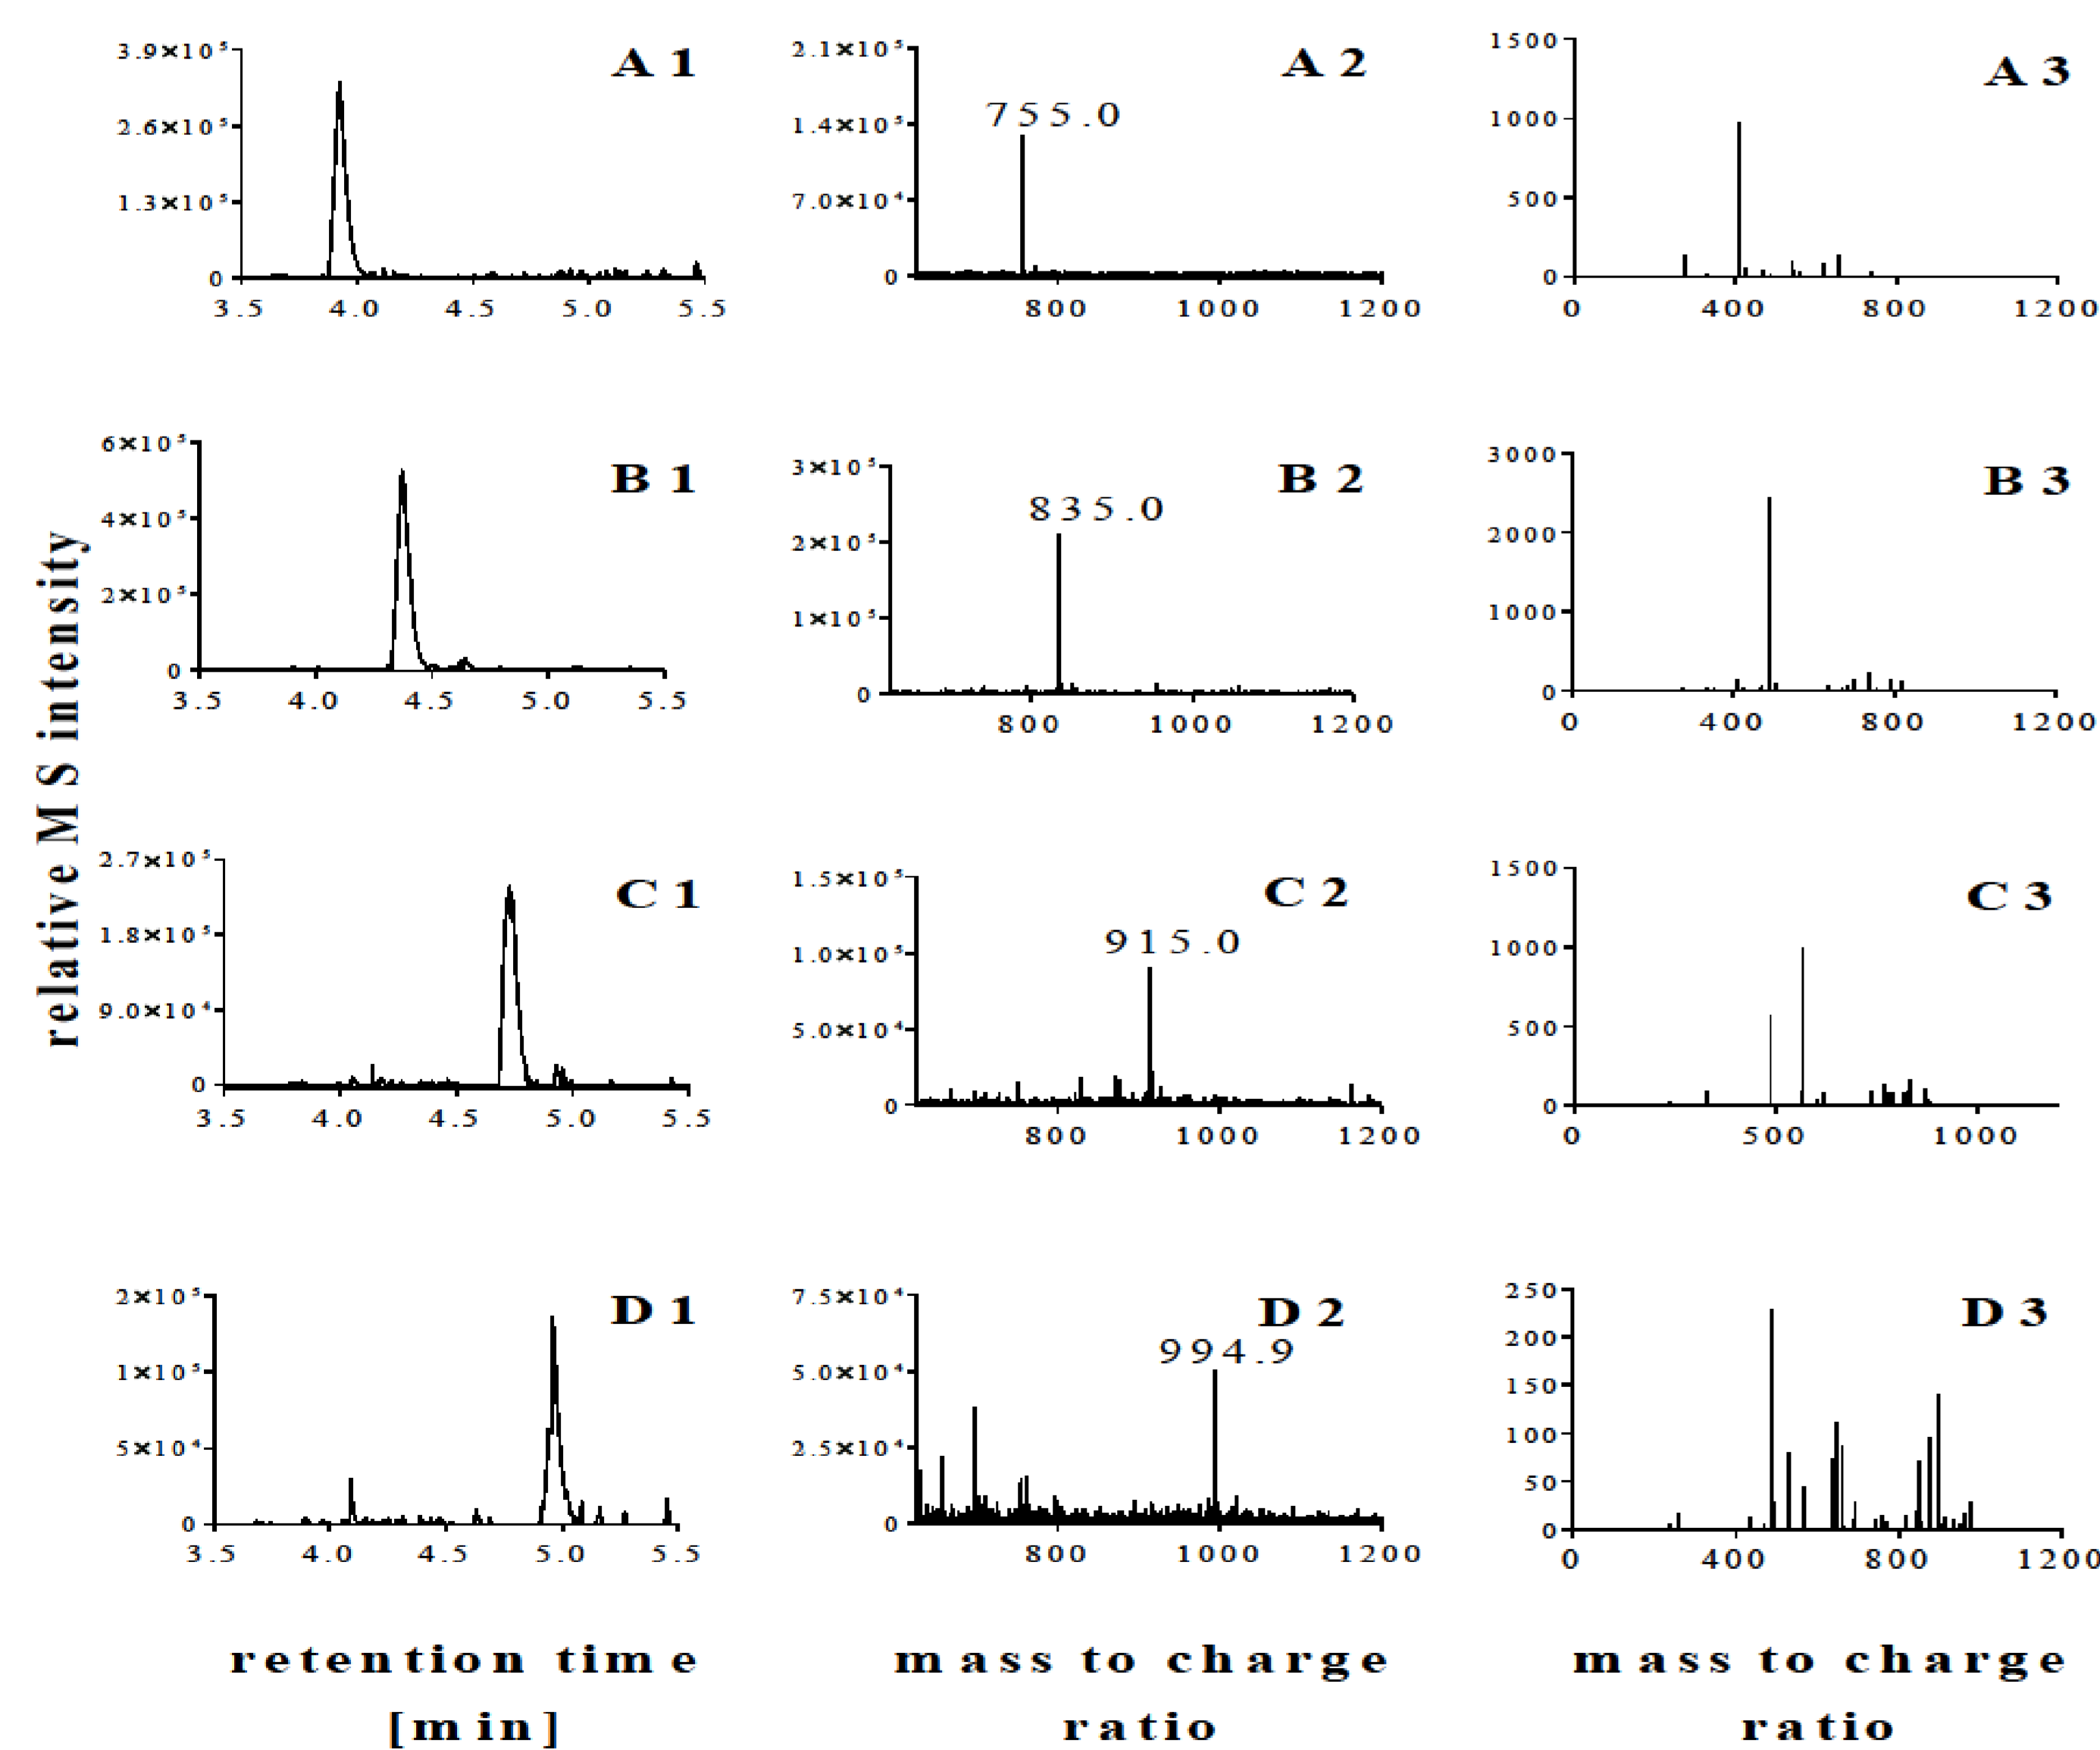 relative MS intensity
A 1
3.9×10⁵
2.6×10⁵
1.3×10⁵
0
3.5 4.0 4.5 5.0 5.5
A 2
2.1×10⁵
1.4×10⁵
7.0×10⁴
0
755.0
800 1000 1200
A 3
1500
1000
500
0
0 400 800 1200
B 1
6×10⁵
4×10⁵
2×10⁵
0
3.5 4.0 4.5 5.0 5.5
B 2
3×10⁵
2×10⁵
1×10⁵
0
835.0
800 1000 1200
B 3
3000
2000
1000
0
0 400 800 1200
C 1
2.7×10⁵
1.8×10⁵
9.0×10⁴
0
3.5 4.0 4.5 5.0 5.5
C 2
1.5×10⁵
1.0×10⁵
5.0×10⁴
0
915.0
800 1000 1200
C 3
1500
1000
500
0
0 500 1000
D 1
2×10⁵
1×10⁵
5×10⁴
0
3.5 4.0 4.5 5.0 5.5
D 2
7.5×10⁴
5.0×10⁴
2.5×10⁴
0
994.9
800 1000 1200
D 3
250
200
150
100
50
0
0 400 800 1200
retention time
[min]
mass to charge
ratio
mass to charge
ratio